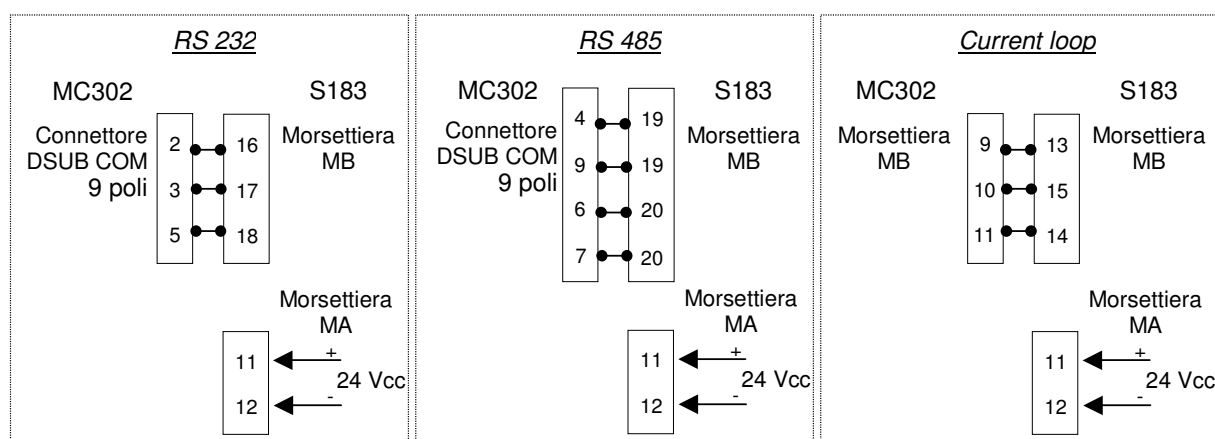 RS 232
MC302
S183
Connettore
DSUB COM
9 poli
Morsettiera
MB
2 16
3 17
5 18
Morsettiera
MA
11 +
24 Vcc
12 -
RS 485
MC302
S183
Connettore
DSUB COM
9 poli
Morsettiera
MB
4 19
9 19
6 20
7 20
Morsettiera
MA
11 +
24 Vcc
12 -
Current loop
MC302
S183
Morsettiera
MB
Morsettiera
MB
9 13
10 15
11 14
Morsettiera
MA
11 +
24 Vcc
12 -